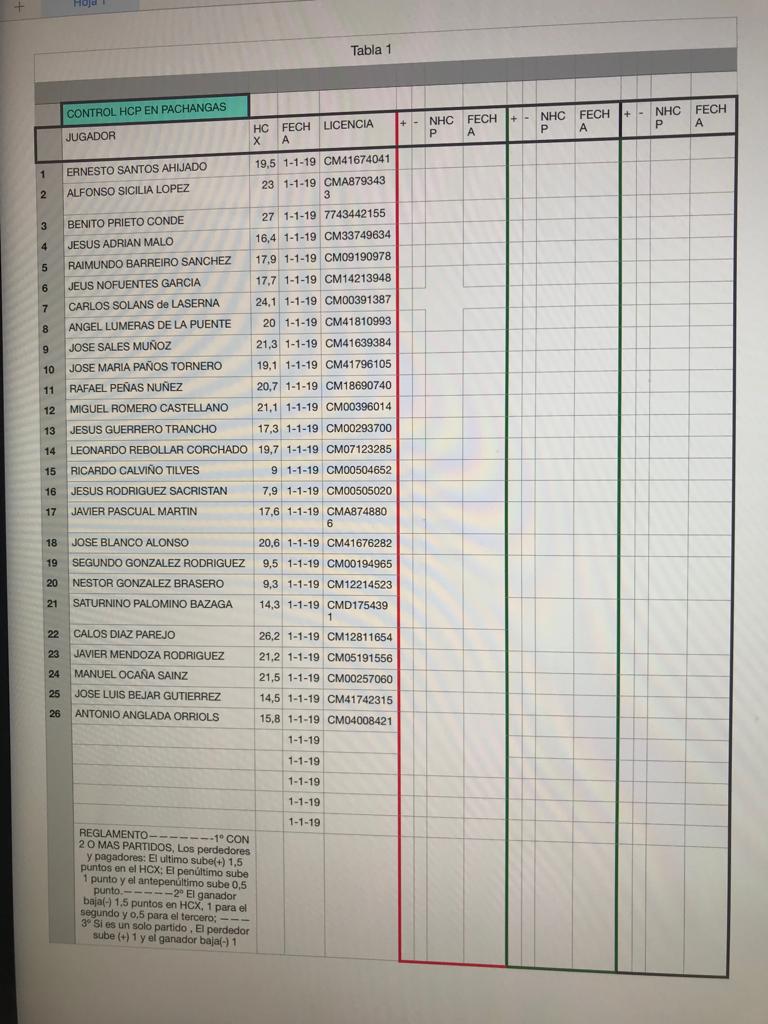 + Hoja 1
Tabla 1
CONTROL HCP EN PACHANGAS
JUGADOR HCX FECHA LICENCIA + - NHCP FECHA + - NHCP FECHA + - NHCP FECHA
1 ERNESTO SANTOS AHIJADO 19,5 1-1-19 CM41674041
2 ALFONSO SICILIA LOPEZ 23 1-1-19 CMA8793433
3 BENITO PRIETO CONDE 27 1-1-19 7743442155
4 JESUS ADRIAN MALO 16,4 1-1-19 CM33749634
5 RAIMUNDO BARREIRO SANCHEZ 17,9 1-1-19 CM09190978
6 JEUS NOFUENTES GARCIA 17,7 1-1-19 CM14213948
7 CARLOS SOLANS de LASERNA 24,1 1-1-19 CM00391387
8 ANGEL LUMERAS DE LA PUENTE 20 1-1-19 CM41810993
9 JOSE SALES MUÑOZ 21,3 1-1-19 CM41639384
10 JOSE MARIA PAÑOS TORNERO 19,1 1-1-19 CM41796105
11 RAFAEL PEÑAS NUÑEZ 20,7 1-1-19 CM18690740
12 MIGUEL ROMERO CASTELLANO 21,1 1-1-19 CM00396014
13 JESUS GUERRERO TRANCHO 17,3 1-1-19 CM00293700
14 LEONARDO REBOLLAR CORCHADO 19,7 1-1-19 CM07123285
15 RICARDO CALVIÑO TILVES 9 1-1-19 CM00504652
16 JESUS RODRIGUEZ SACRISTAN 7,9 1-1-19 CM00505020
17 JAVIER PASCUAL MARTIN 17,6 1-1-19 CMA8748806
18 JOSE BLANCO ALONSO 20,6 1-1-19 CM41676282
19 SEGUNDO GONZALEZ RODRIGUEZ 9,5 1-1-19 CM00194965
20 NESTOR GONZALEZ BRASERO 9,3 1-1-19 CM12214523
21 SATURNINO PALOMINO BAZAGA 14,3 1-1-19 CMD1754391
22 CALOS DIAZ PAREJO 26,2 1-1-19 CM12811654
23 JAVIER MENDOZA RODRIGUEZ 21,2 1-1-19 CM05191556
24 MANUEL OCAÑA SAINZ 21,5 1-1-19 CM00257060
25 JOSE LUIS BEJAR GUTIERREZ 14,5 1-1-19 CM41742315
26 ANTONIO ANGLADA ORRIOLS 15,8 1-1-19 CM04008421
1-1-19
1-1-19
1-1-19
1-1-19
1-1-19
REGLAMENTO———————-1º CON
2 O MAS PARTIDOS, Los perdedores
y pagadores: El ultimo sube(+) 1,5
puntos en el HCX; El penúltimo sube
1 punto y el antepenúltimo sube 0,5
punto.—————-2º El ganador
baja(-) 1,5 puntos en HCX, 1 para el
segundo y o,5 para el tercero; ———
3º Si es un solo partido , El perdedor
sube (+) 1 y el ganador baja(-) 1